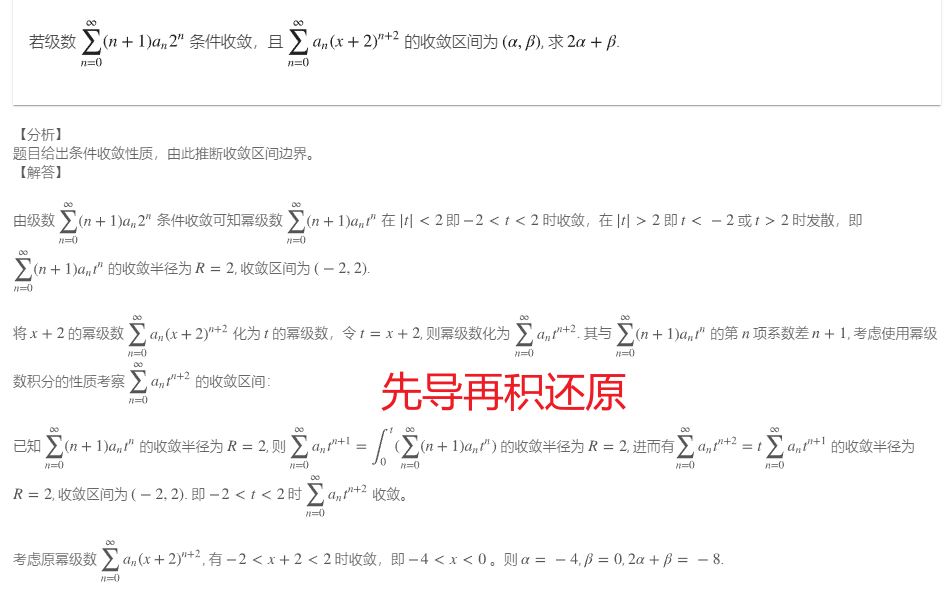 若级数 $\sum_{n=0}^{\infty}(n+1)a_n2^n$ 条件收敛，且 $\sum_{n=0}^{\infty}a_n(x+2)^{n+2}$ 的收敛区间为 $(\alpha,\beta)$, 求 $2\alpha+\beta$.
【分析】
题目给出条件收敛性质，由此推断收敛区间边界。
【解答】
由级数 $\sum_{n=0}^{\infty}(n+1)a_n2^n$ 条件收敛可知幂级数 $\sum_{n=0}^{\infty}(n+1)a_nt^n$ 在 $|t|<2$ 即 $-2<t<2$ 时收敛，在 $|t|>2$ 即 $t<-2$ 或 $t>2$ 时发散，即
$\sum_{n=0}^{\infty}(n+1)a_nt^n$ 的收敛半径为 $R=2$, 收敛区间为 $(-2,2)$.
将 $x+2$ 的幂级数 $\sum_{n=0}^{\infty}a_n(x+2)^{n+2}$ 化为 $t$ 的幂级数，令 $t=x+2$, 则幂级数化为 $\sum_{n=0}^{\infty}a_nt^{n+2}$. 其与 $\sum_{n=0}^{\infty}(n+1)a_nt^n$ 的第 $n$ 项系数差 $n+1$, 考虑使用幂级
数积分的性质考察 $\sum_{n=0}^{\infty}a_nt^{n+2}$ 的收敛区间：
先导再积还原
已知 $\sum_{n=0}^{\infty}(n+1)a_nt^n$ 的收敛半径为 $R=2$, 则 $\sum_{n=0}^{\infty}a_nt^{n+1}=\int_0^t(\sum_{n=0}^{\infty}(n+1)a_nt^n)$ 的收敛半径为 $R=2$, 进而有 $\sum_{n=0}^{\infty}a_nt^{n+2}=t\sum_{n=0}^{\infty}a_nt^{n+1}$ 的收敛半径为
$R=2$, 收敛区间为 $(-2,2)$. 即 $-2<t<2$ 时 $\sum_{n=0}^{\infty}a_nt^{n+2}$ 收敛。
考虑原幂级数 $\sum_{n=0}^{\infty}a_n(x+2)^{n+2}$, 有 $-2<x+2<2$ 时收敛，即 $-4<x<0$ 。则 $\alpha=-4,\beta=0,2\alpha+\beta=-8$.